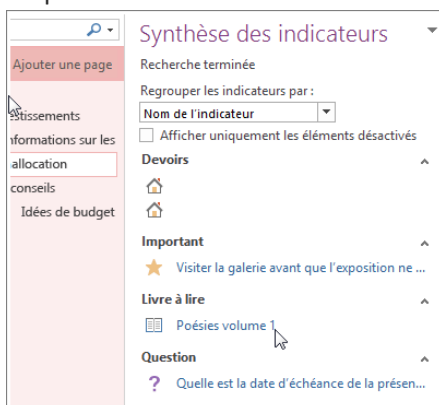 Synthèse des indicateurs
Ajouter une page
Recherche terminée
Regrouper les indicateurs par :
Nom de l'indicateur
Afficher uniquement les éléments désactivés
stissements
nformations sur les
allocation
conseils
Idées de budget
Devoirs
Important
Visiter la galerie avant que l'exposition ne ...
Livre à lire
Poésies volume 1
Question
? Quelle est la date d'échéance de la présen...